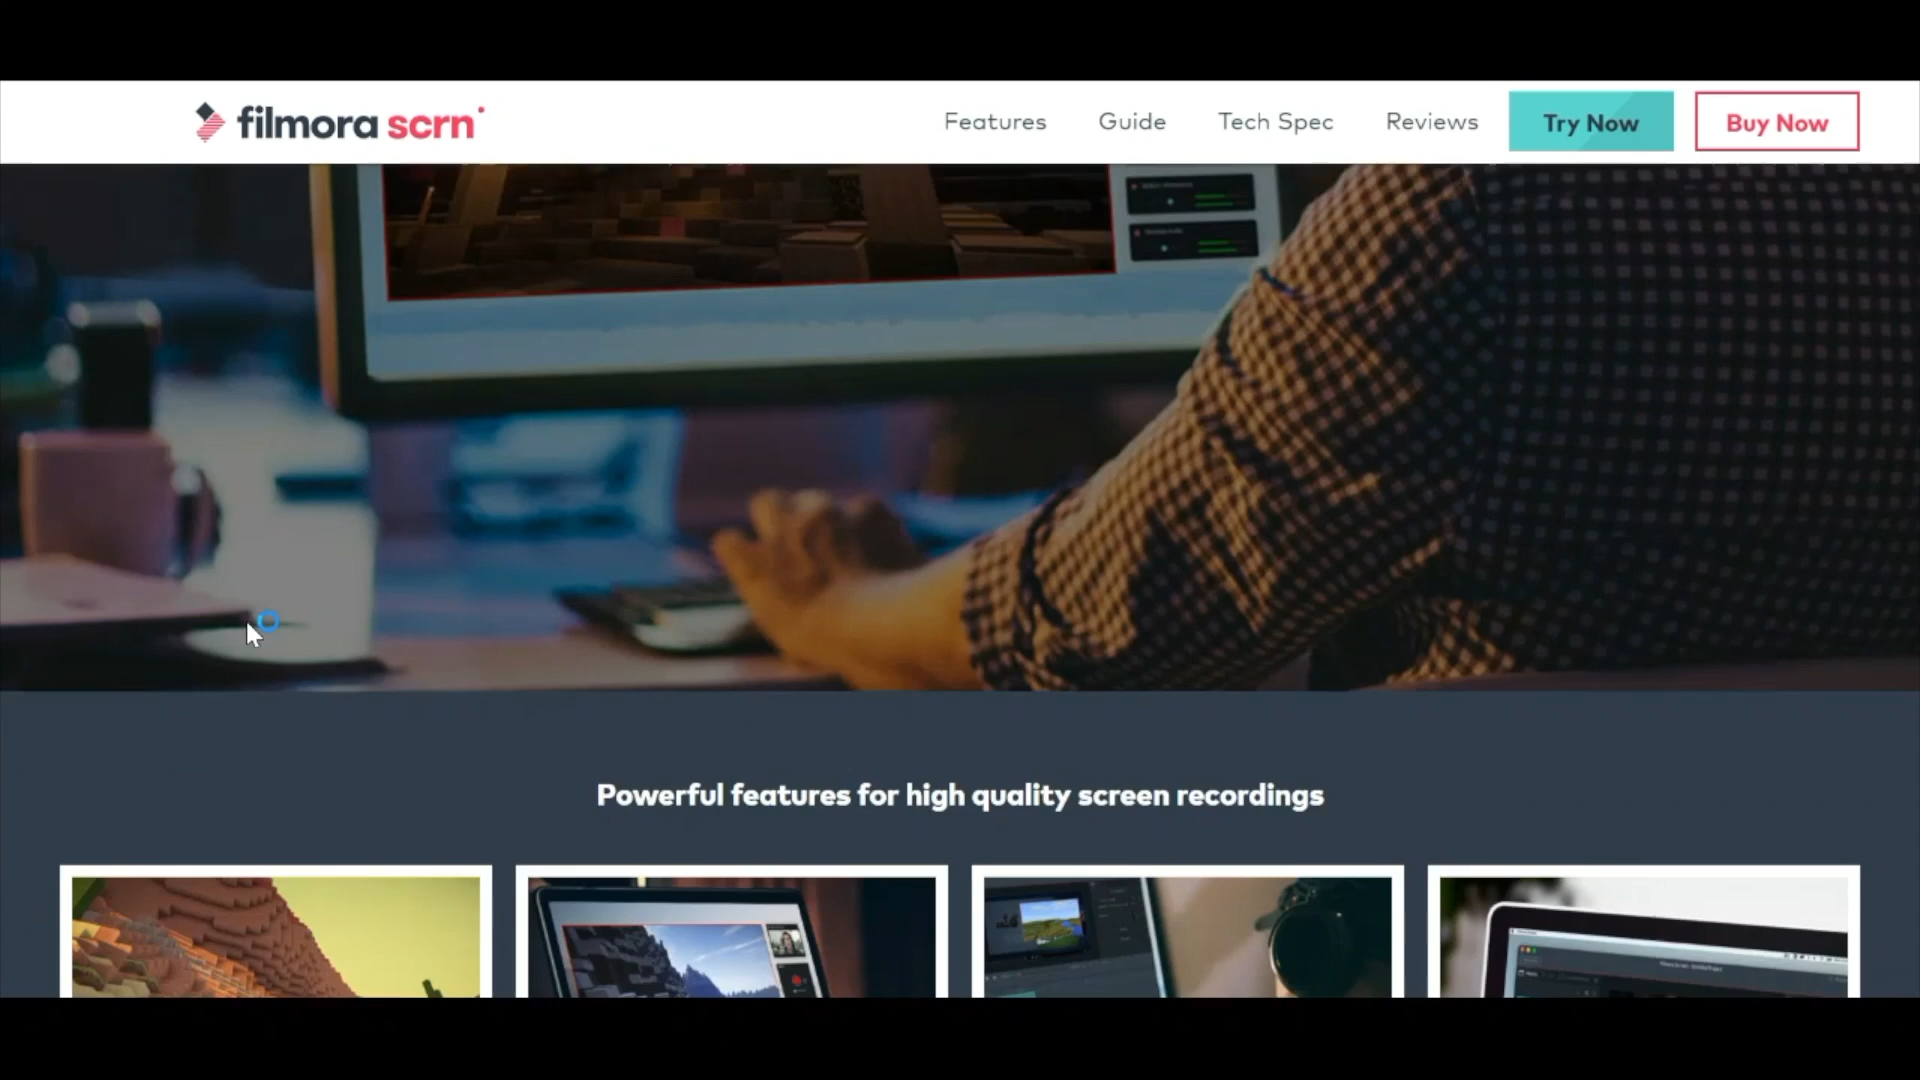 filmora scrn
Features Guide Tech Spec Reviews Try Now Buy Now
Powerful features for high quality screen recordings